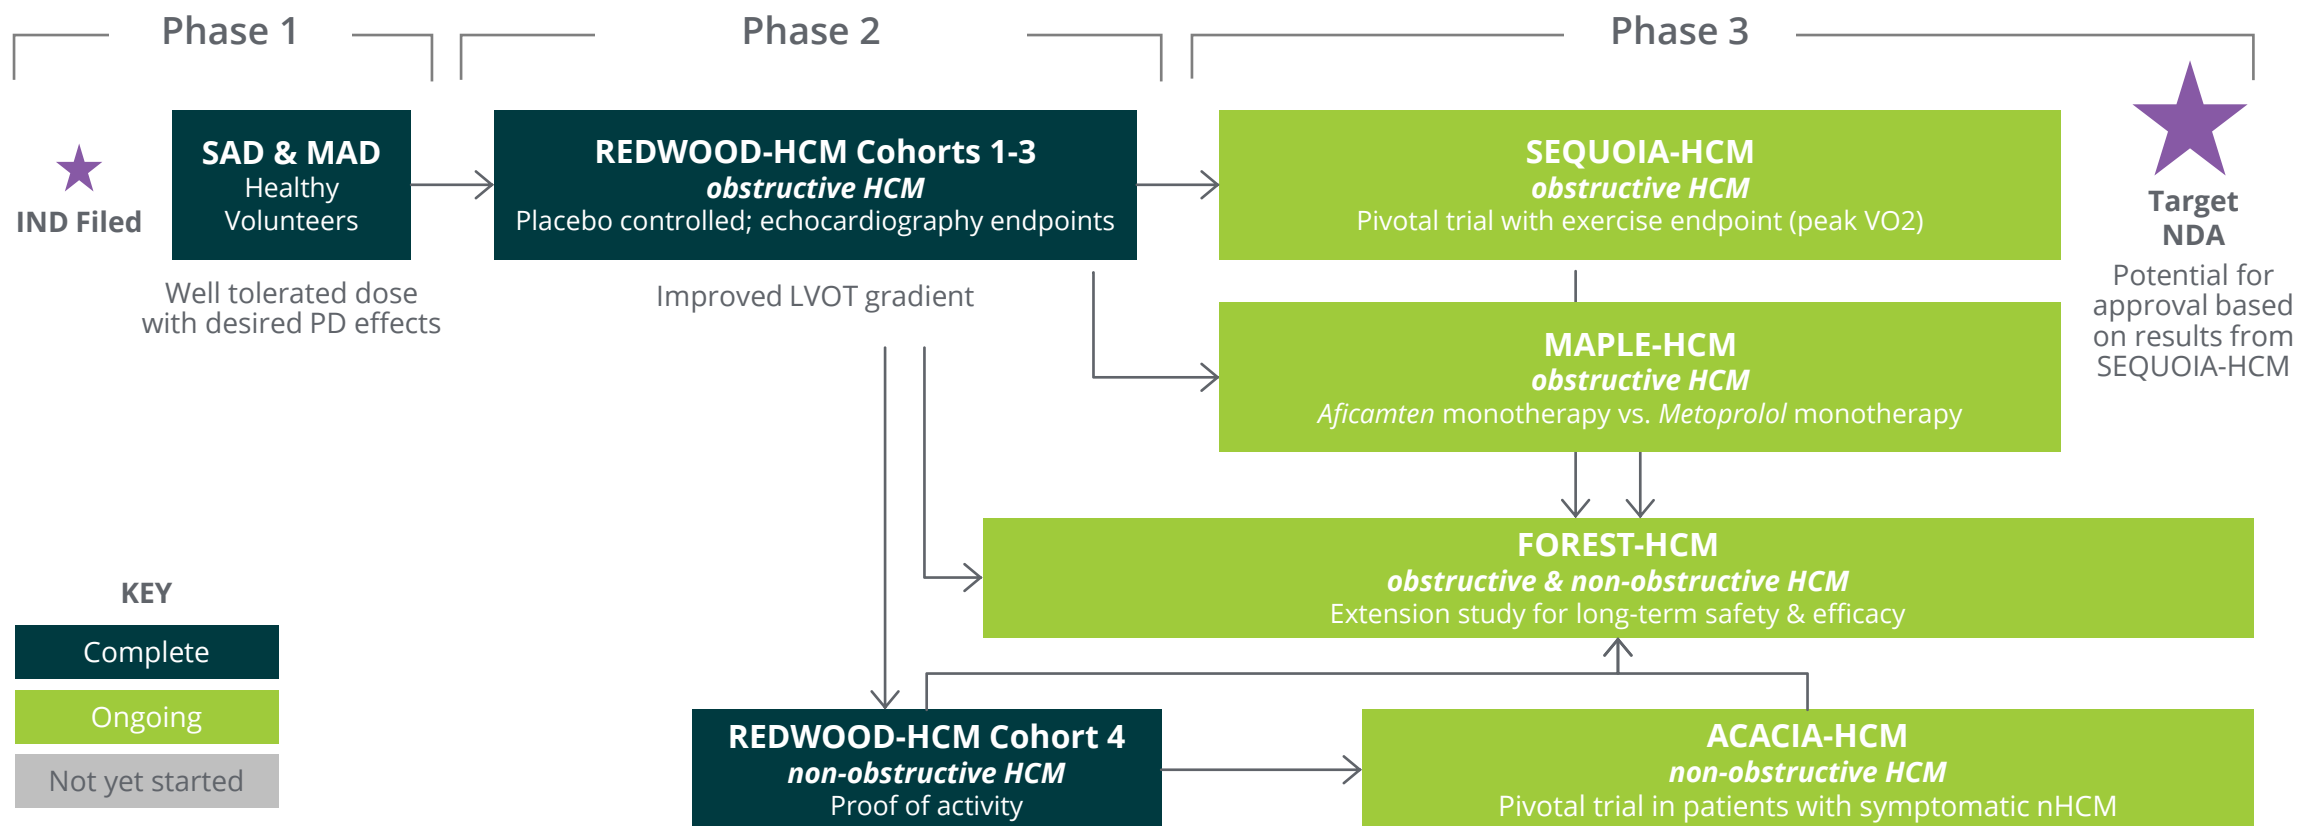 Phase 1
Phase 2
Phase 3
IND Filed
SAD & MAD
Healthy
Volunteers
Well tolerated dose
with desired PD effects
REDWOOD-HCM Cohorts 1-3
obstructive HCM
Placebo controlled; echocardiography endpoints
Improved LVOT gradient
SEQUOIA-HCM
obstructive HCM
Pivotal trial with exercise endpoint (peak VO2)
Target
NDA
Potential for
approval based
on results from
SEQUOIA-HCM
MAPLE-HCM
obstructive HCM
Aficamten monotherapy vs. Metoprolol monotherapy
FOREST-HCM
obstructive & non-obstructive HCM
Extension study for long-term safety & efficacy
KEY
Complete
Ongoing
Not yet started
REDWOOD-HCM Cohort 4
non-obstructive HCM
Proof of activity
ACACIA-HCM
non-obstructive HCM
Pivotal trial in patients with symptomatic nHCM